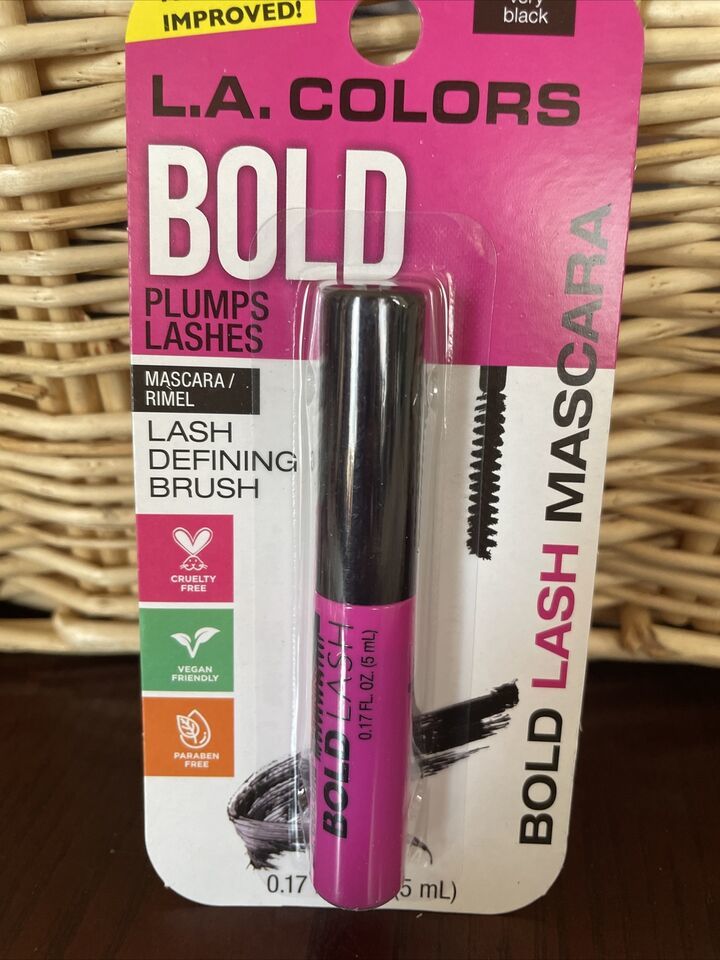 IMPROVED!
very
black
L.A. COLORS
BOLD
PLUMPS
LASHES
MASCARA/
RIMEL
LASH
DEFINING
BRUSH
CRUELTY
FREE
VEGAN
FRIENDLY
PARABEN
FREE
BOLD LASH MASCARA
BOLD LASH
0.17 FL. OZ. (5 mL)
0.17 (5 mL)